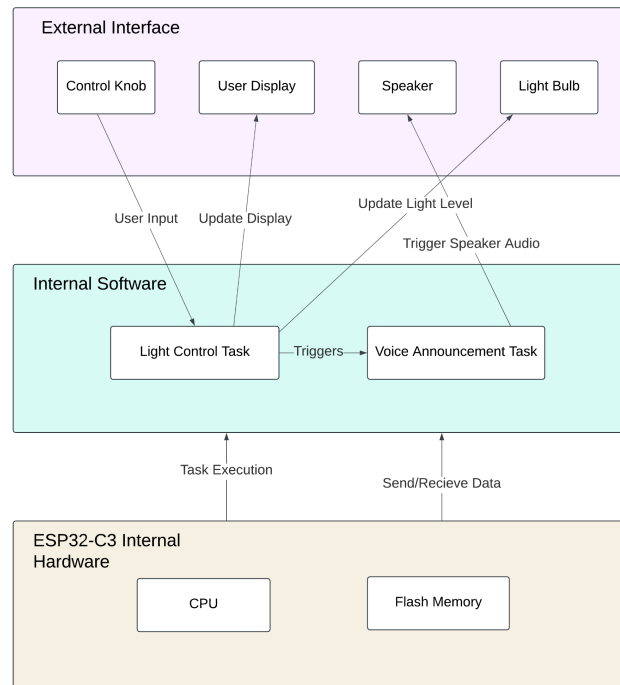 External Interface
Control Knob
User Display
Speaker
Light Bulb
User Input
Update Display
Update Light Level
Trigger Speaker Audio
Internal Software
Light Control Task
Triggers
Voice Announcement Task
Task Execution
Send/Recieve Data
ESP32-C3 Internal
Hardware
CPU
Flash Memory